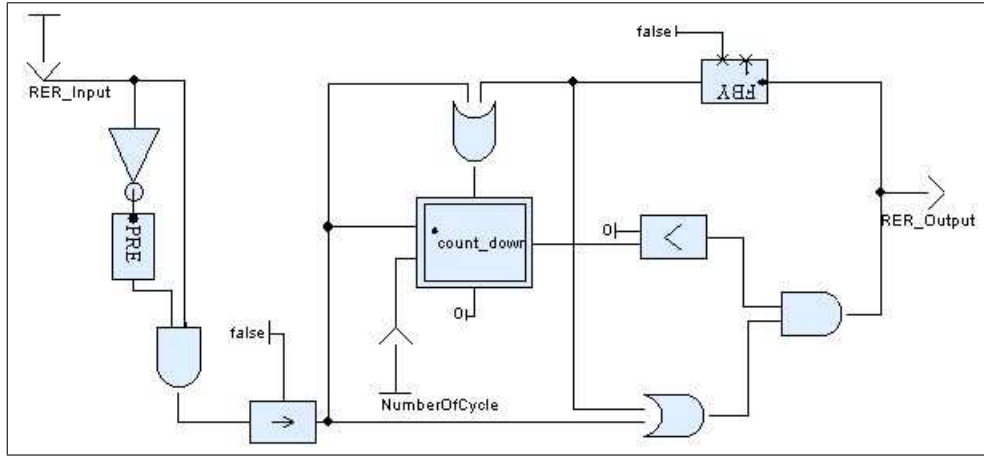 false
FBY
RER_Input
PRE
count_down
0
<
RER_Output
0
false
→
NumberOfCycle